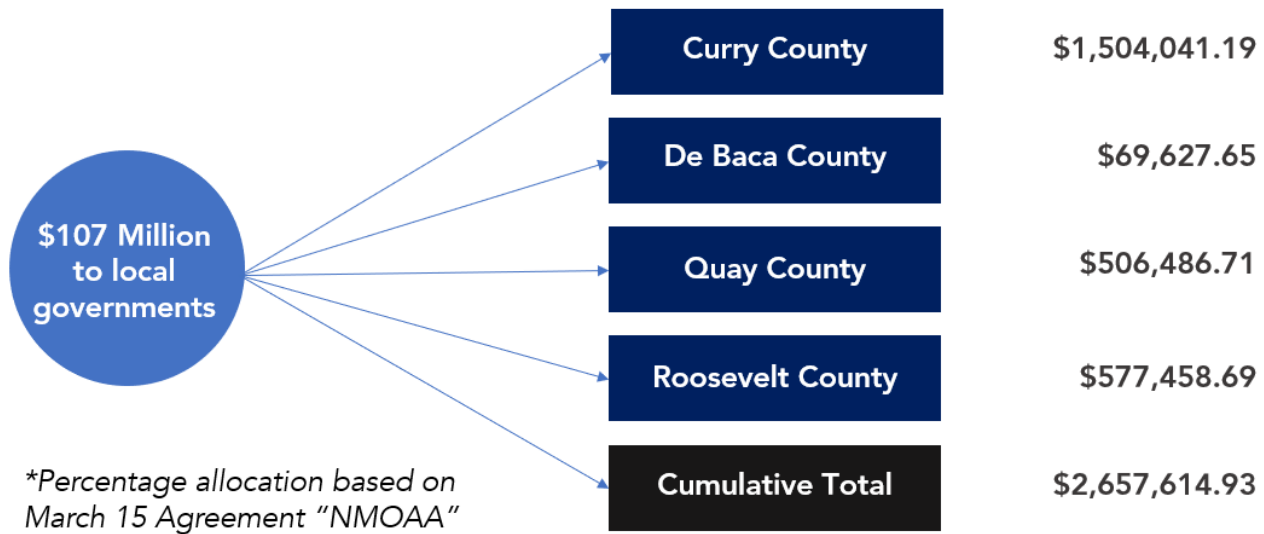 $107 Million
to local
governments
Curry County $1,504,041.19
De Baca County $69,627.65
Quay County $506,486.71
Roosevelt County $577,458.69
Cumulative Total $2,657,614.93
*Percentage allocation based on
March 15 Agreement “NMOAA”